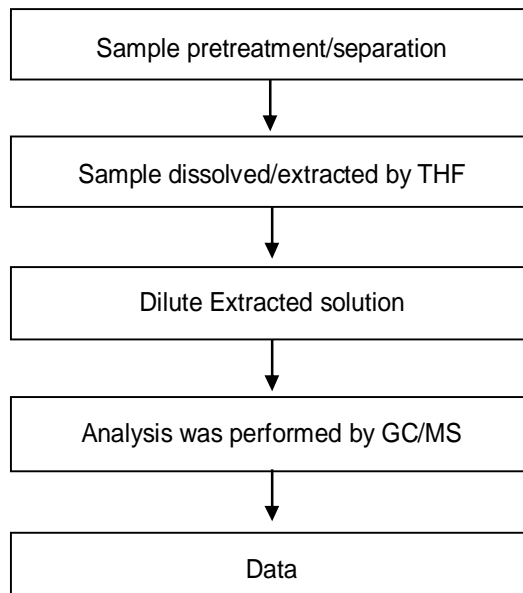 Sample pretreatment/separation
Sample dissolved/extracted by THF
Dilute Extracted solution
Analysis was performed by GC/MS
Data